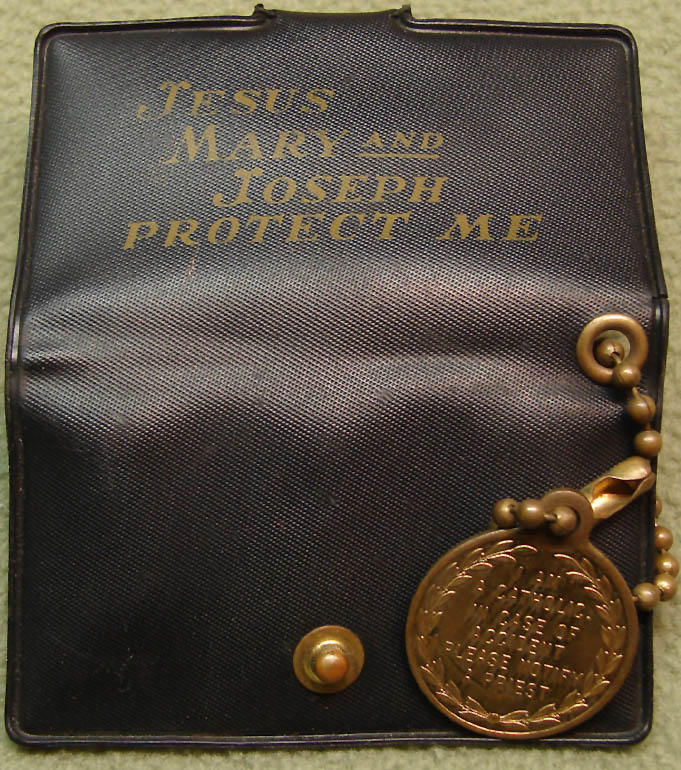 JESUS
MARY AND
JOSEPH
PROTECT ME
I AM
A CATHOLIC.
IN CASE OF
ACCIDENT
PLEASE NOTIFY
A PRIEST